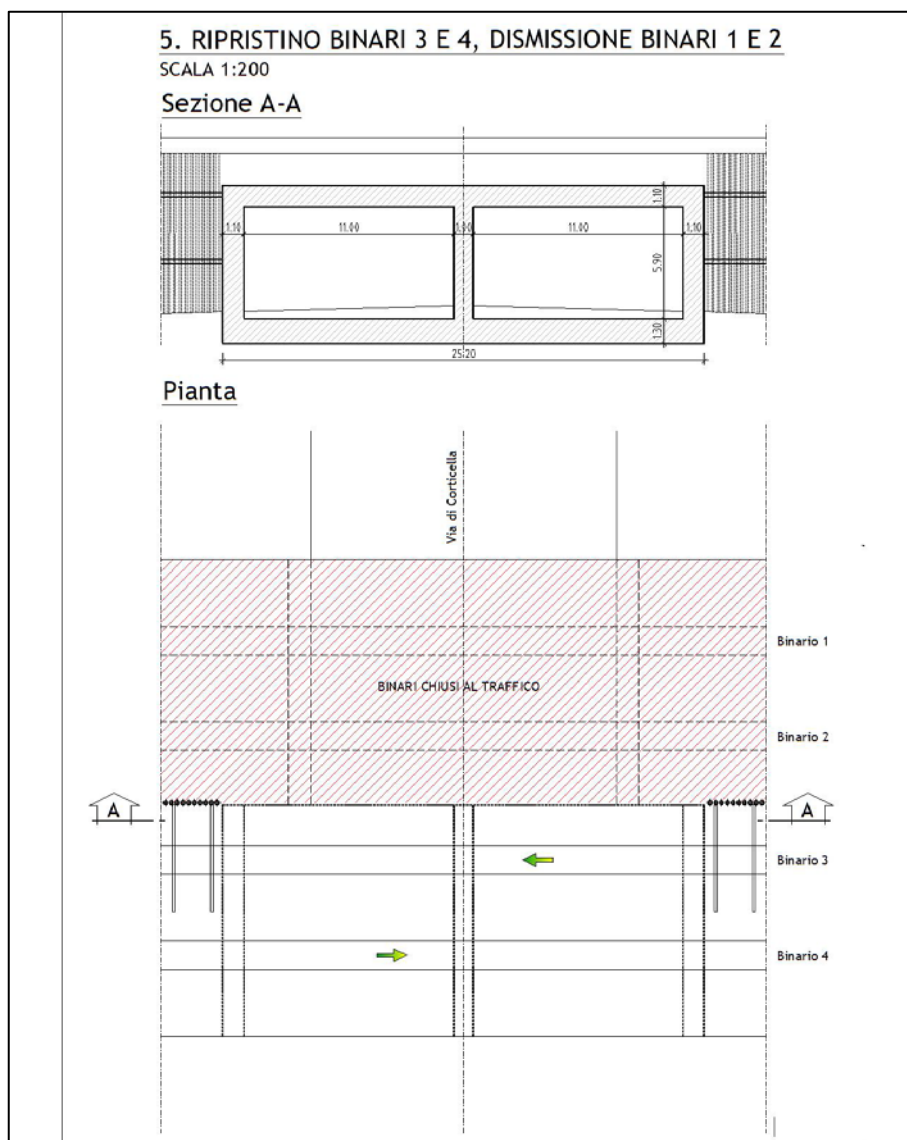 5. RIPRISTINO BINARI 3 E 4, DISMISSIONE BINARI 1 E 2
SCALA 1:200
Sezione A-A
1.10
1.10
11.00
1.00
11.00
1.10
5.90
1.30
25.20
Pianta
Via di Corticella
Binario 1
BINARI CHIUSI AL TRAFFICO
Binario 2
A
A
Binario 3
Binario 4